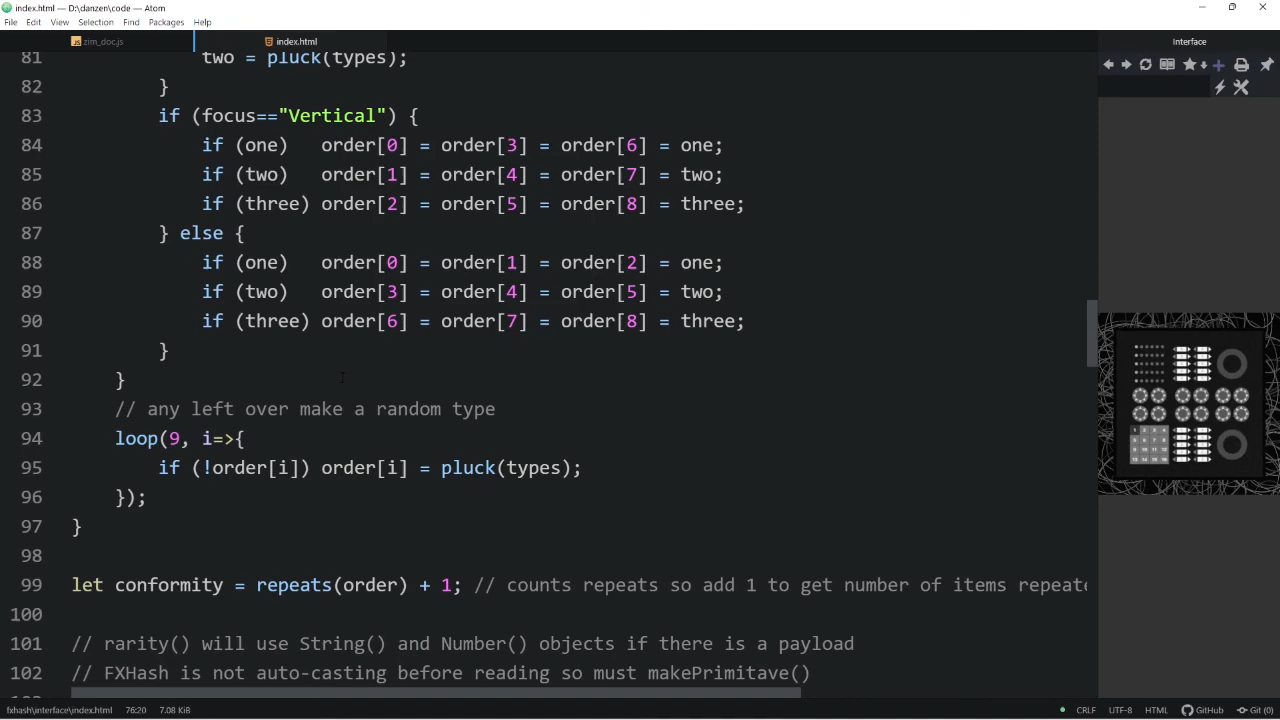 index.html — D:\danzen\code — Atom
File Edit View Selection Find Packages Help
zim_doc.js index.html Interface
81 two = pluck(types);
82 }
83 if (focus=="Vertical") {
84 if (one) order[0] = order[3] = order[6] = one;
85 if (two) order[1] = order[4] = order[7] = two;
86 if (three) order[2] = order[5] = order[8] = three;
87 } else {
88 if (one) order[0] = order[1] = order[2] = one;
89 if (two) order[3] = order[4] = order[5] = two;
90 if (three) order[6] = order[7] = order[8] = three;
91 }
92 }
93 // any left over make a random type
94 loop(9, i=>{
95 if (!order[i]) order[i] = pluck(types);
96 });
97 }
98
99 let conformity = repeats(order) + 1; // counts repeats so add 1 to get number of items repeate
100
101 // rarity() will use String() and Number() objects if there is a payload
102 // FXHash is not auto-casting before reading so must makePrimitave()
fxhash\interface\index.html 76:20 7.08 KiB CRLF UTF-8 HTML GitHub Git (0)